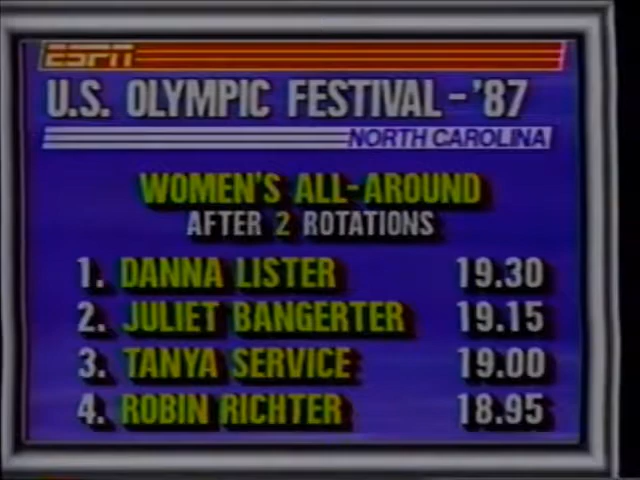 ESPN
U.S. OLYMPIC FESTIVAL - '87
NORTH CAROLINA
WOMEN'S ALL-AROUND
AFTER 2 ROTATIONS
1. DANNA LISTER 19.30
2. JULIET BANGERTER 19.15
3. TANYA SERVICE 19.00
4. ROBIN RICHTER 18.95